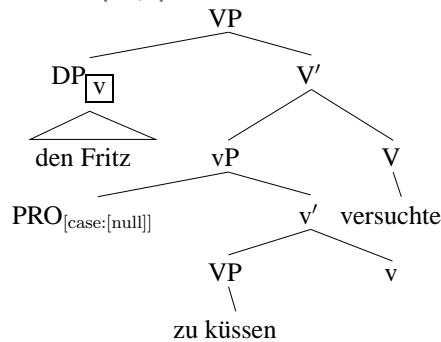 VP
DP v V′
den Fritz vP V
PRO[case:[null]] v′ versuchte
VP v
zu küssen